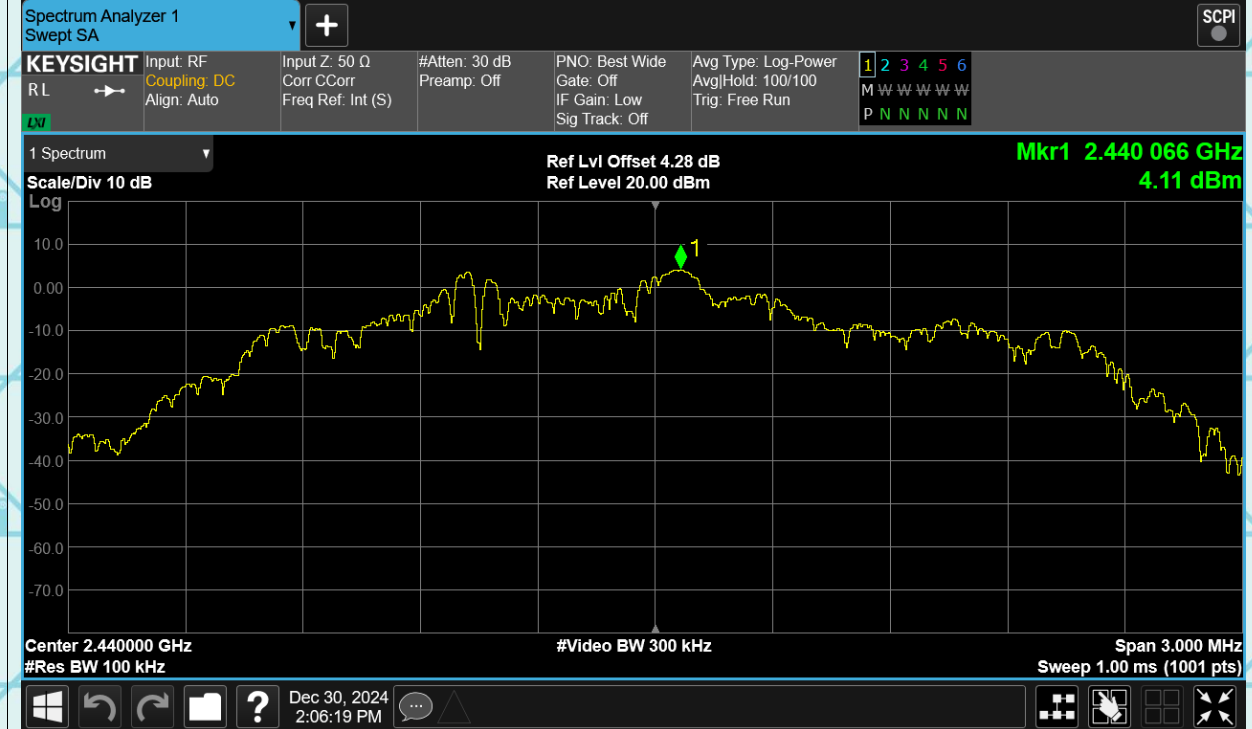 Spectrum Analyzer 1
Swept SA
SCPI
KEYSIGHT
RL
LXI
Input: RF
Coupling: DC
Align: Auto
Input Z: 50 Ω
Corr CCorr
Freq Ref: Int (S)
#Atten: 30 dB
Preamp: Off
PNO: Best Wide
Gate: Off
IF Gain: Low
Sig Track: Off
Avg Type: Log-Power
Avg|Hold: 100/100
Trig: Free Run
1 2 3 4 5 6
M W W W W W W
P N N N N N N
1 Spectrum
Scale/Div 10 dB
Log
Ref Lvl Offset 4.28 dB
Ref Level 20.00 dBm
Mkr1 2.440 066 GHz
4.11 dBm
1
10.0
0.00
-10.0
-20.0
-30.0
-40.0
-50.0
-60.0
-70.0
Center 2.440000 GHz
#Res BW 100 kHz
#Video BW 300 kHz
Span 3.000 MHz
Sweep 1.00 ms (1001 pts)
?
Dec 30, 2024
2:06:19 PM